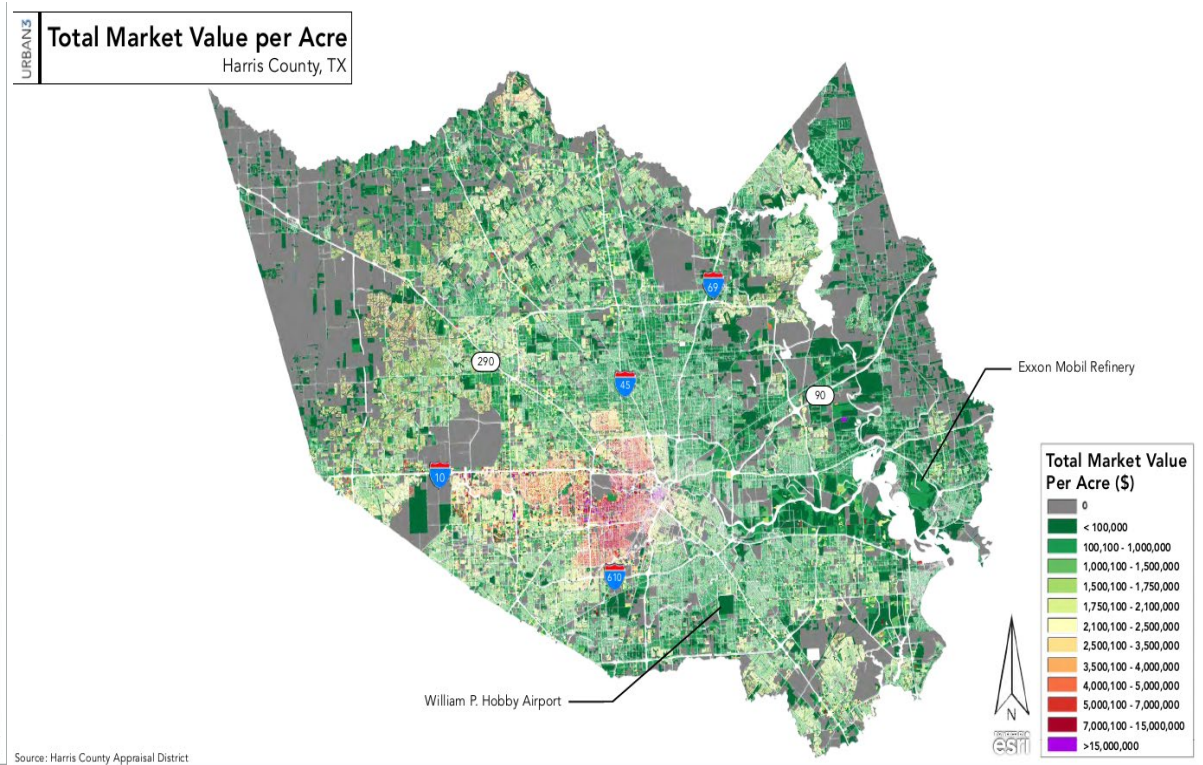 URBAN3
Total Market Value per Acre
Harris County, TX
69
290
45
90
Exxon Mobil Refinery
10
610
William P. Hobby Airport
Total Market Value
Per Acre ($)
0
< 100,000
100,100 - 1,000,000
1,000,100 - 1,500,000
1,500,100 - 1,750,000
1,750,100 - 2,100,000
2,100,100 - 2,500,000
2,500,100 - 3,500,000
3,500,100 - 4,000,000
4,000,100 - 5,000,000
5,000,100 - 7,000,000
7,000,100 - 15,000,000
>15,000,000
N
esri
Source: Harris County Appraisal District